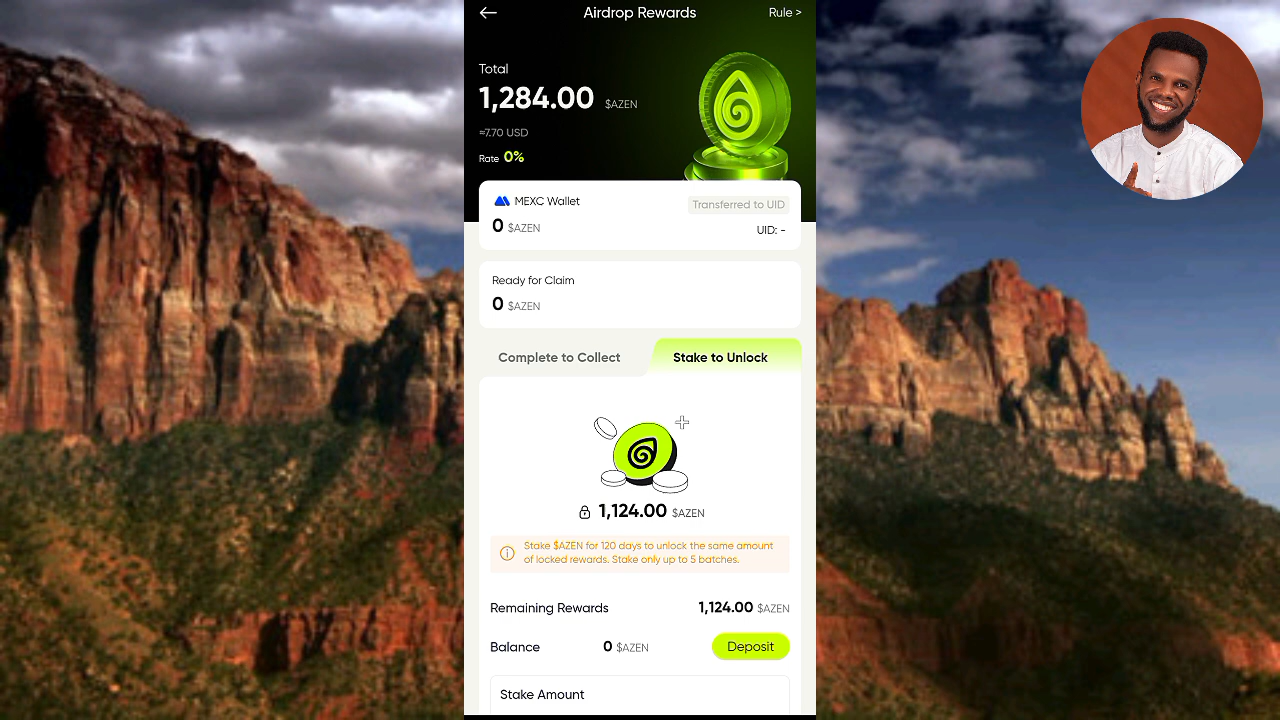 Airdrop Rewards
Rule >
Total
1,284.00 $AZEN
≈7.70 USD
Rate 0%
MEXC Wallet
Transferred to UID
0 $AZEN
UID: -
Ready for Claim
0 $AZEN
Complete to Collect
Stake to Unlock
1,124.00 $AZEN
Stake $AZEN for 120 days to unlock the same amount
of locked rewards. Stake only up to 5 batches.
Remaining Rewards
1,124.00 $AZEN
Balance
0 $AZEN
Deposit
Stake Amount